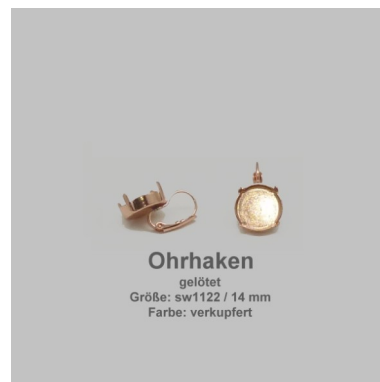 Ohrhaken
gelötet
Größe: sw1122 / 14 mm
Farbe: verkupfert